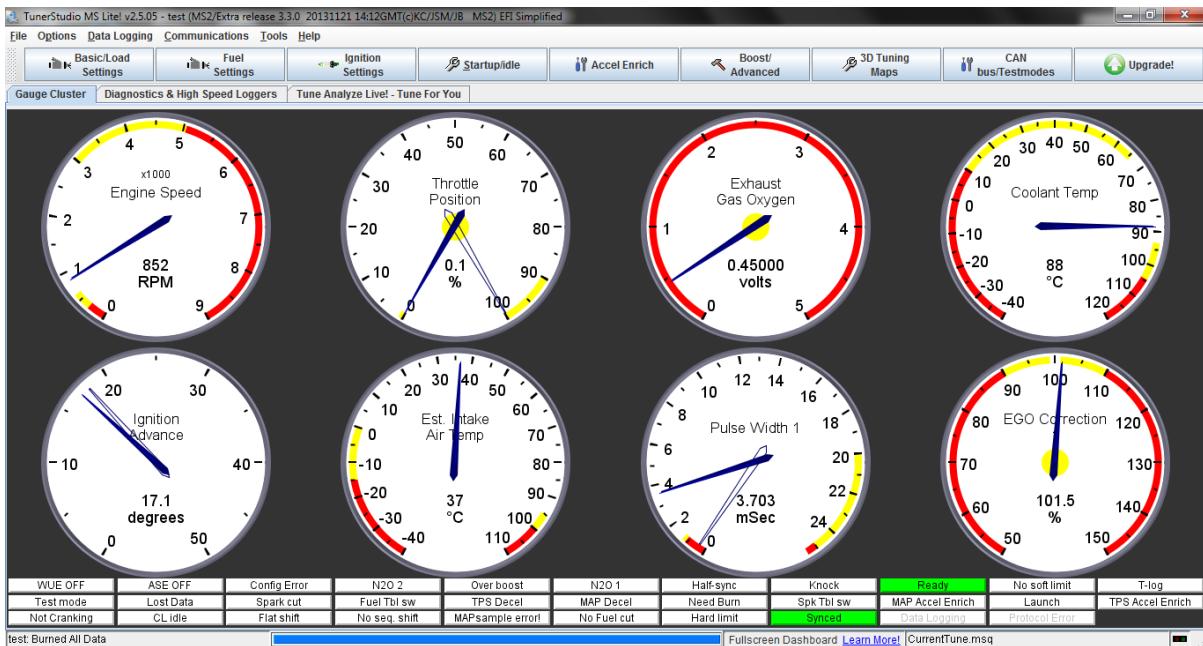 TunerStudio MS Lite! v2.5.05 - test (MS2/Extra release 3.3.0 20131121 14:12GMT(c)KC/JSM/JB MS2) EFI Simplified
File Options Data Logging Communications Tools Help
Basic/Load Settings
Fuel Settings
Ignition Settings
Startup/idle
Accel Enrich
Boost/ Advanced
3D Tuning Maps
CAN bus/Testmodes
Upgrade!
Gauge Cluster Diagnostics & High Speed Loggers Tune Analyze Live! - Tune For You
0 1 2 3 4 5 6 7 8 9
x1000
Engine Speed
852
RPM
0 10 20 30 40 50 60 70 80 90 100
Throttle
Position
0.1
%
0 1 2 3 4 5
Exhaust
Gas Oxygen
0.45000
volts
-40 -30 -20 -10 0 10 20 30 40 50 60 70 80 90 100 110 120
Coolant Temp
88
°C
0 10 20 30 40 50
Ignition
Advance
17.1
degrees
-40 -30 -20 -10 0 10 20 30 40 50 60 70 80 90 100 110
Est. Intake
Air Temp
37
°C
0 2 4 6 8 10 12 14 16 18 20 22 24
Pulse Width 1
3.703
mSec
50 60 70 80 90 100 110 120 130 140 150
EGO Correction
101.5
%
WUE OFF ASE OFF Config Error N2O 2 Over boost N2O 1 Half-sync Knock Ready No soft limit T-log
Test mode Lost Data Spark cut Fuel Tbl sw TPS Decel MAP Decel Need Burn Spk Tbl sw MAP Accel Enrich Launch TPS Accel Enrich
Not Cranking CL idle Flat shift No seq. shift MAPsample error! No Fuel cut Hard limit Synced Data Logging Protocol Error
test: Burned All Data Fullscreen Dashboard Learn More! CurrentTune.msq